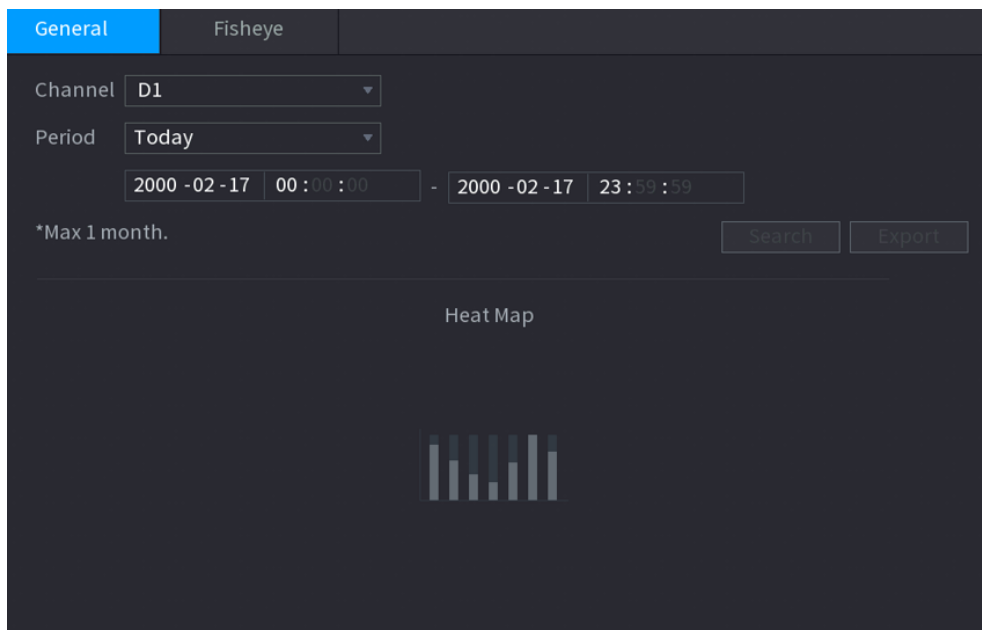 General Fisheye
Channel D1
Period Today
2000 -02 -17 00 :00 :00 - 2000 -02 -17 23 :59 :59
*Max 1 month. Search Export
Heat Map